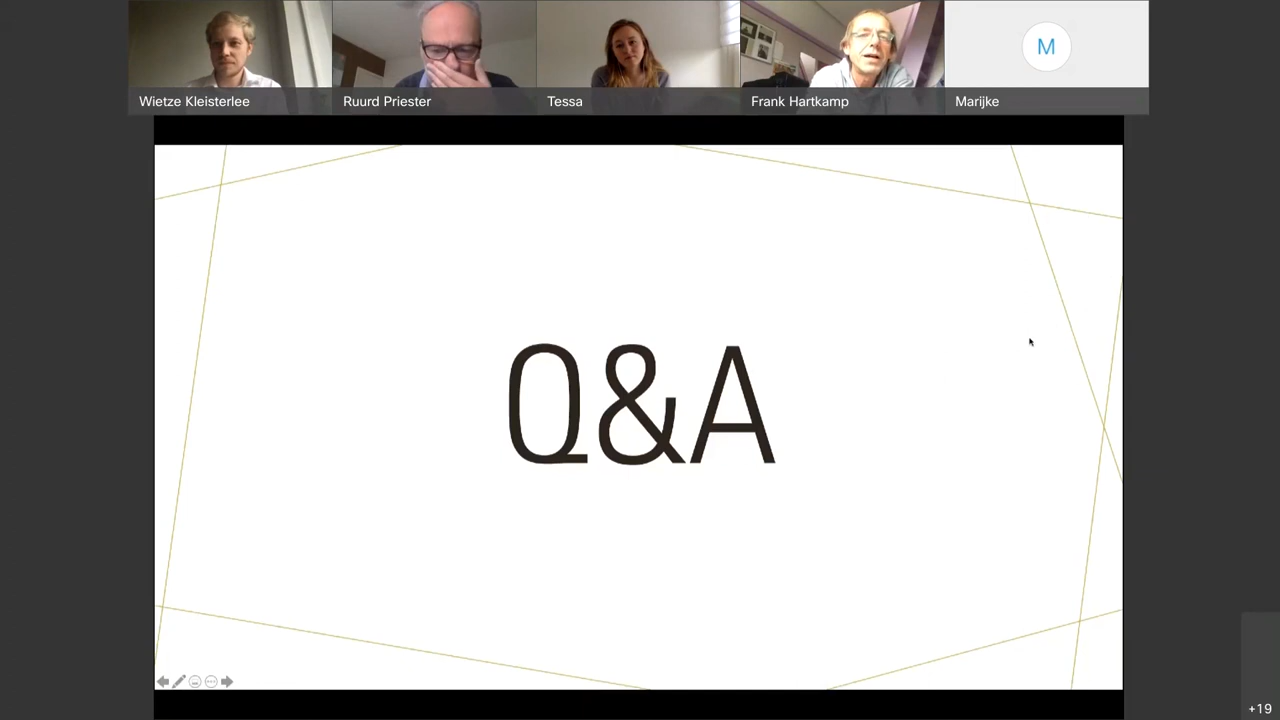 Wietze Kleisterlee
Ruurd Priester
Tessa
Frank Hartkamp
M
Marijke
Q&A
+19